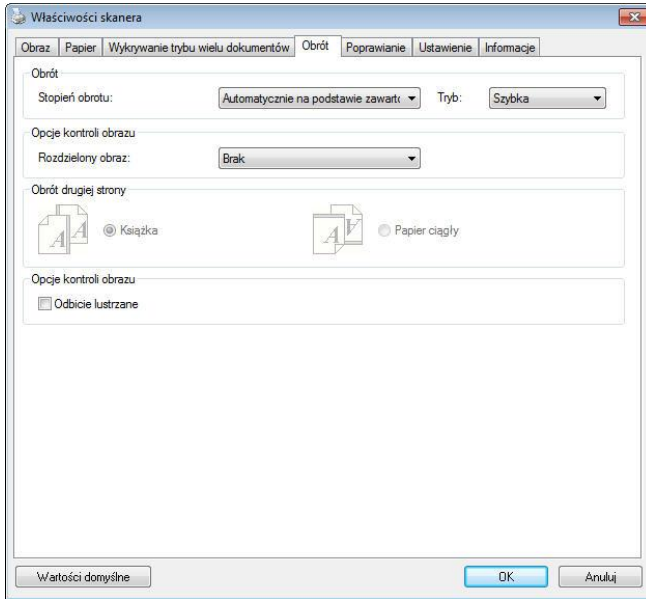 Właściwości skanera
Obraz Papier Wykrywanie trybu wielu dokumentów Obrót Poprawianie Ustawienie Informacje
Obrót
Stopień obrotu: Automatycznie na podstawie zawartc Tryb: Szybka
Opcje kontroli obrazu
Rozdzielony obraz: Brak
Obrót drugiej strony
A A Książka A A Papier ciągły
Opcje kontroli obrazu
Odbicie lustrzane
Wartości domyślne OK Anuluj